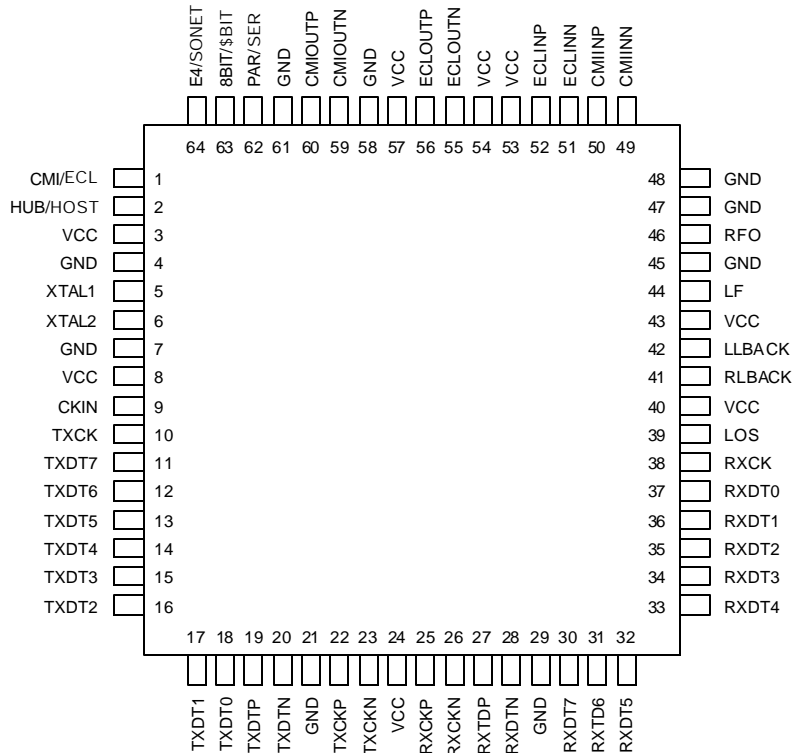 E4/SONET
8BIT/$BIT
PAR/SER
GND
CMIOUTP
CMIOUTN
GND
VCC
ECLOUTP
ECLOUTN
VCC
VCC
ECLINP
ECLINN
CMIINP
CMIINN
64 63 62 61 60 59 58 57 56 55 54 53 52 51 50 49
CMI/ECL 1 48 GND
HUB/HOST 2 47 GND
VCC 3 46 RFO
GND 4 45 GND
XTAL1 5 44 LF
XTAL2 6 43 VCC
GND 7 42 LLBACK
VCC 8 41 RLBACK
CKIN 9 40 VCC
TXCK 10 39 LOS
TXDT7 11 38 RXCK
TXDT6 12 37 RXDT0
TXDT5 13 36 RXDT1
TXDT4 14 35 RXDT2
TXDT3 15 34 RXDT3
TXDT2 16 33 RXDT4
17 18 19 20 21 22 23 24 25 26 27 28 29 30 31 32
TXDT1
TXDT0
TXDTP
TXDTN
GND
TXCKP
TXCKN
VCC
RXCKP
RXCKN
RXTDP
RXDTN
GND
RXDT7
RXTD6
RXDT5